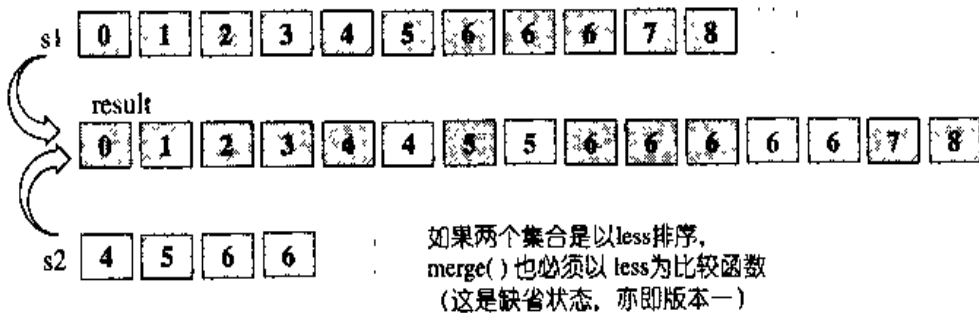 s1 0 1 2 3 4 5 6 6 6 7 8
result
0 1 2 3 4 4 5 5 6 6 6 6 6 7 8
s2 4 5 6 6
如果两个集合是以less排序,
merge( ) 也必须以 less为比较函数
(这是缺省状态, 亦即版本一)